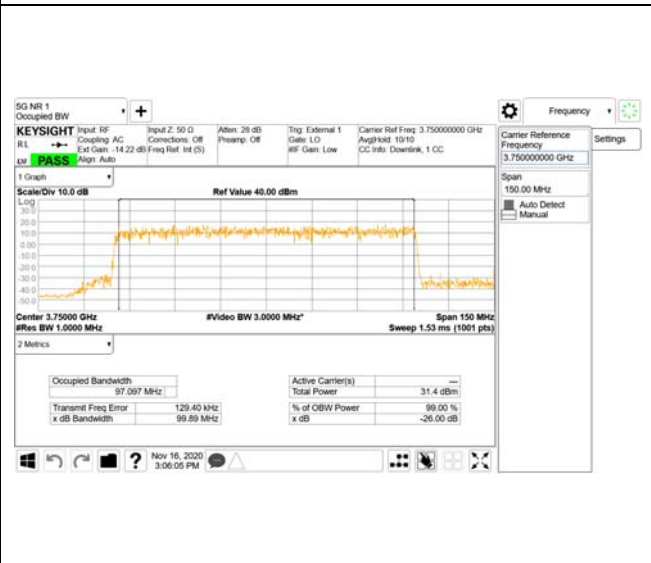 5G NR 1
Occupied BW
+
Frequency
KEYSIGHT
RL
PASS
Input: RF
Coupling: AC
Ext Gain: -14.22 dB
Align: Auto
Input Z: 50 Ω
Corrections: Off
Freq Ref: Int (S)
Atten: 28 dB
Preamp: Off
Trig: External 1
Gate: LO
#IF Gain: Low
Carrier Ref Freq: 3.750000000 GHz
Avg|Hold: 10/10
CC Info: Downlink, 1 CC
Carrier Reference
Frequency
3.750000000 GHz
Settings
Span
150.00 MHz
Auto Detect
Manual
1 Graph
Scale/Div 10.0 dB
Ref Value 40.00 dBm
Log
30.0
20.0
10.0
0.00
-10.0
-20.0
-30.0
-40.0
-50.0
Center 3.75000 GHz
#Video BW 3.0000 MHz*
Span 150 MHz
#Res BW 1.0000 MHz
Sweep 1.53 ms (1001 pts)
2 Metrics
Occupied Bandwidth
97.097 MHz
Active Carrier(s) ---
Total Power 31.4 dBm
Transmit Freq Error 129.40 kHz
x dB Bandwidth 99.89 MHz
% of OBW Power 99.00 %
x dB -26.00 dB
?
Nov 16, 2020
3:06:05 PM